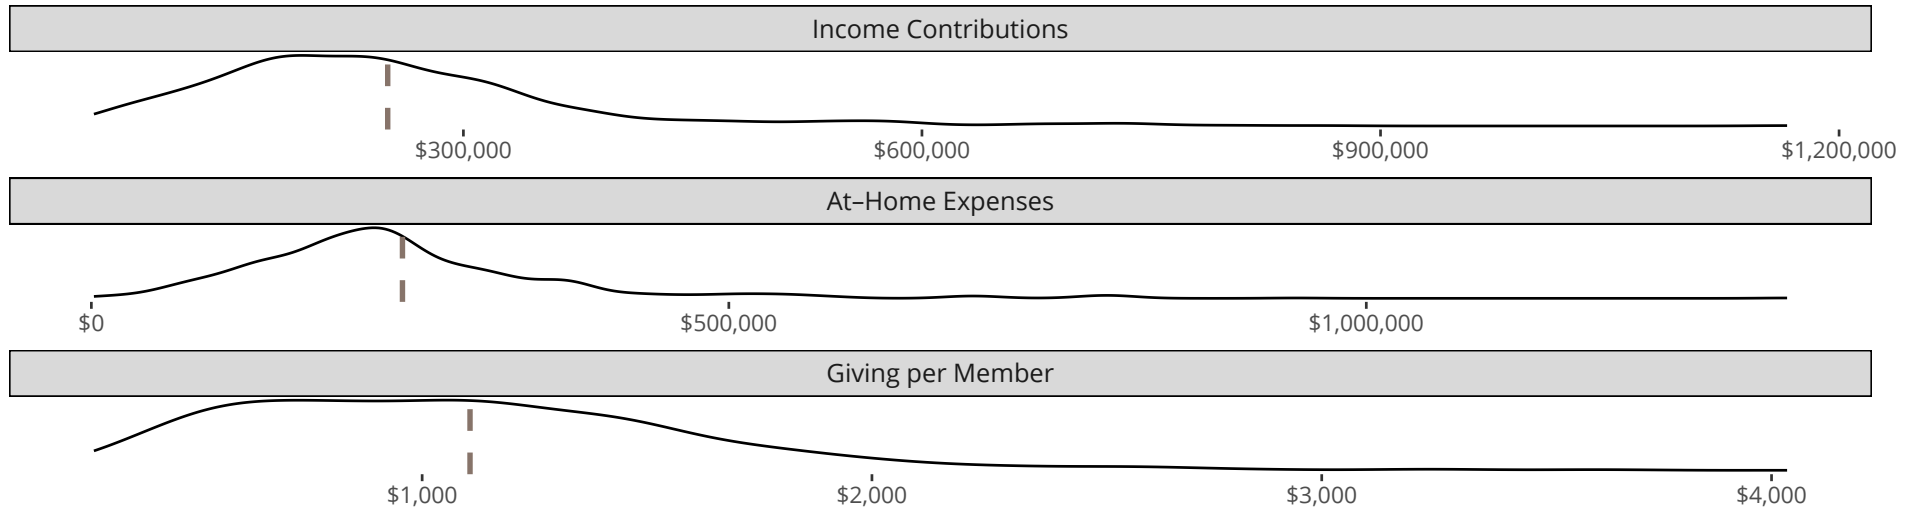 Income Contributions
$300,000 $600,000 $900,000 $1,200,000
At–Home Expenses
$0 $500,000 $1,000,000
Giving per Member
$1,000 $2,000 $3,000 $4,000